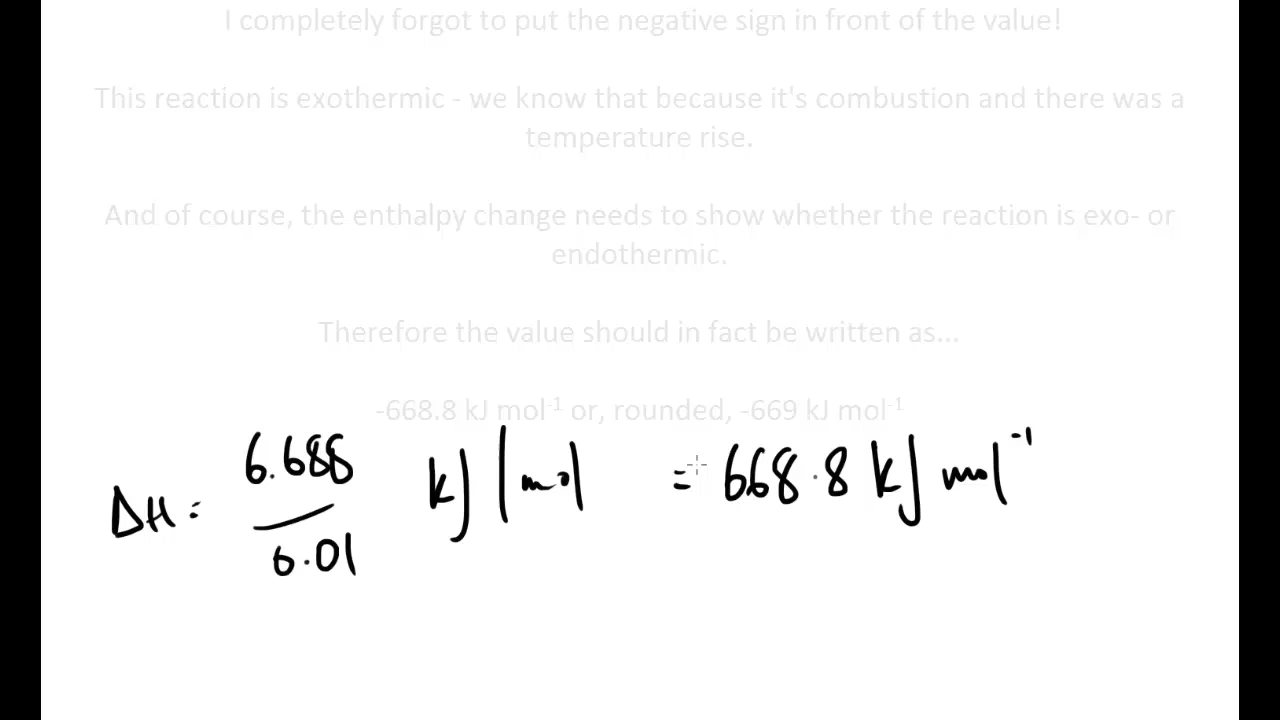 I completely forgot to put the negative sign in front of the value!
This reaction is exothermic - we know that because it's combustion and there was a
temperature rise.
And of course, the enthalpy change needs to show whether the reaction is exo- or
endothermic.
Therefore the value should in fact be written as...
-668.8 kJ mol⁻¹ or, rounded, -669 kJ mol⁻¹
6.688
ΔH = kJ / mol = 668.8 kJ mol⁻¹
0.01